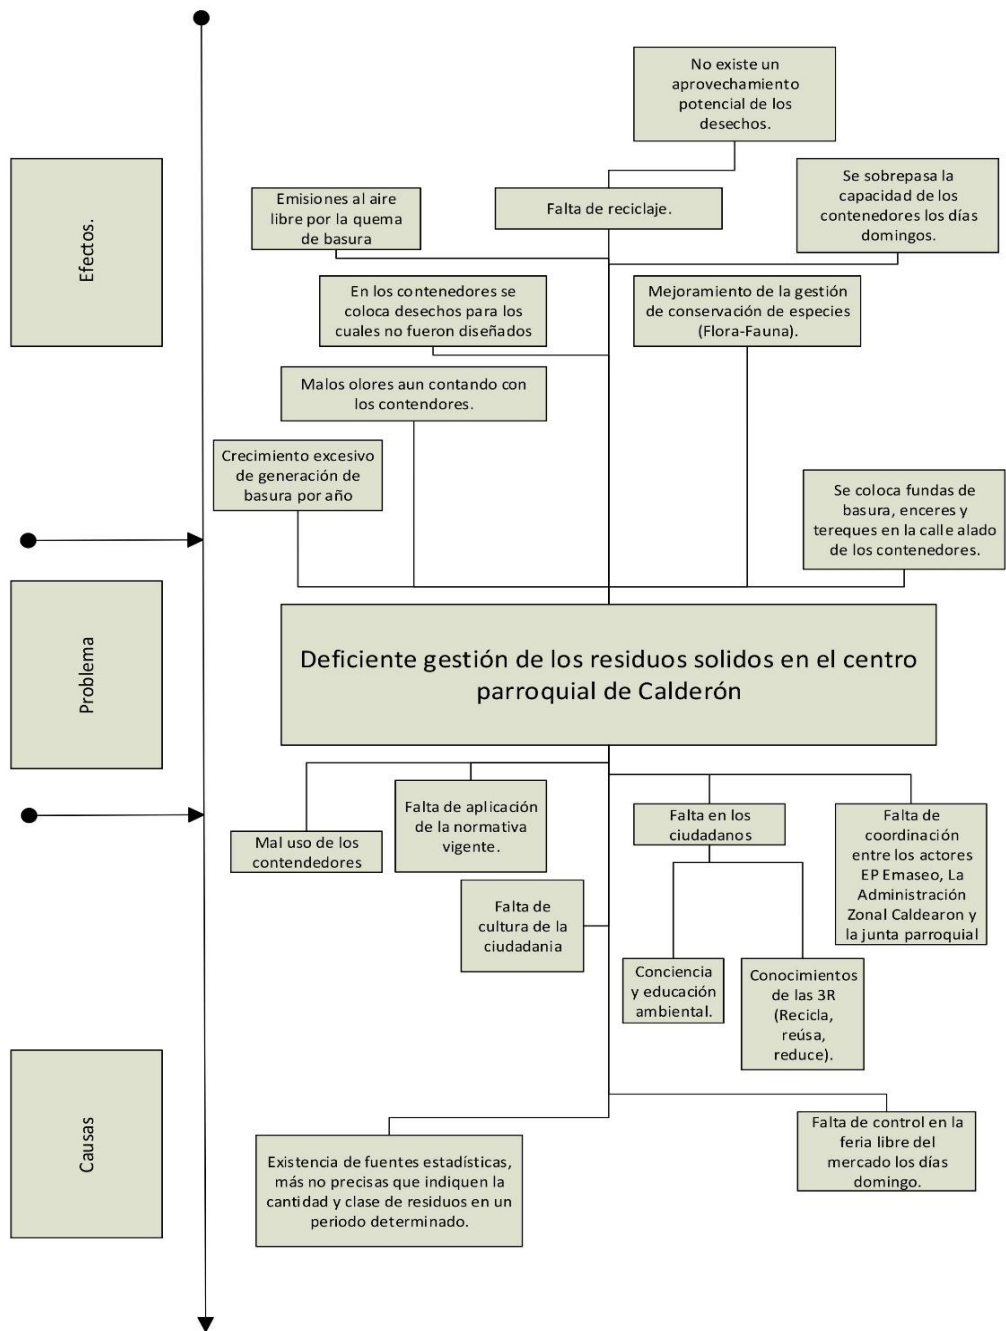 No existe un
aprovechamiento
potencial de los
desechos.
Efectos.
Emisiones al aire
libre por la quema
de basura
Falta de reciclaje.
Se sobrepasa la
capacidad de los
contenedores los días
domingos.
En los contenedores se
coloca desechos para los
cuales no fueron diseñados
Mejoramiento de la gestión
de conservación de especies
(Flora-Fauna).
Malos olores aun contando con
los contendores.
Crecimiento excesivo
de generación de
basura por año
Se coloca fundas de
basura, enceres y
tereques en la calle alado
de los contenedores.
Problema
Deficiente gestión de los residuos solidos en el centro
parroquial de Calderón
Mal uso de los
contendedores
Falta de aplicación
de la normativa
vigente.
Falta en los
ciudadanos
Falta de
coordinación
entre los actores
EP Emaseo, La
Administración
Zonal Caldearon y
la junta parroquial
Falta de
cultura de la
ciudadania
Conciencia
y educación
ambiental.
Conocimientos
de las 3R
(Recicla,
reúsa,
reduce).
Causas
Existencia de fuentes estadísticas,
más no precisas que indiquen la
cantidad y clase de residuos en un
periodo determinado.
Falta de control en la
feria libre del
mercado los días
domingo.